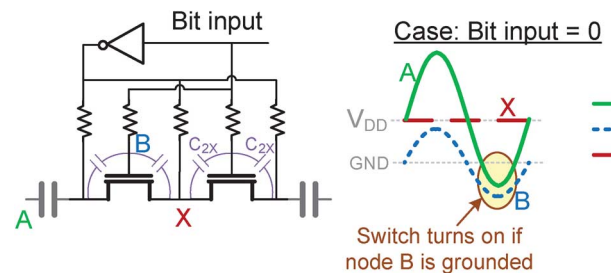 Bit input
B
C2X
C2X
A
X
Case: Bit input = 0
A
X
VDD
GND
B
Switch turns on if
node B is grounded